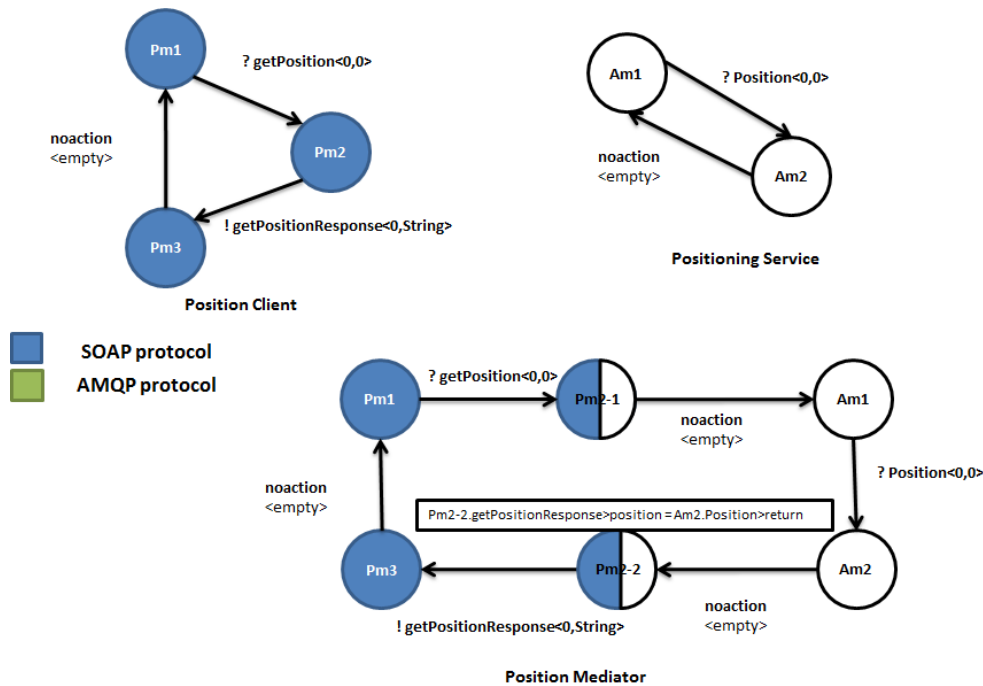 Pm1
? getPosition<0,0>
noaction
<empty>
Pm2
! getPositionResponse<0,String>
Pm3
Position Client
Am1
? Position<0,0>
noaction
<empty>
Am2
Positioning Service
SOAP protocol
AMQP protocol
Pm1
? getPosition<0,0>
Pm2-1
noaction
<empty>
Am1
? Position<0,0>
noaction
<empty>
Pm2-2.getPositionResponse>position=Am2.Position>return
Pm3
Pm2-2
Am2
! getPositionResponse<0,String>
noaction
<empty>
Position Mediator